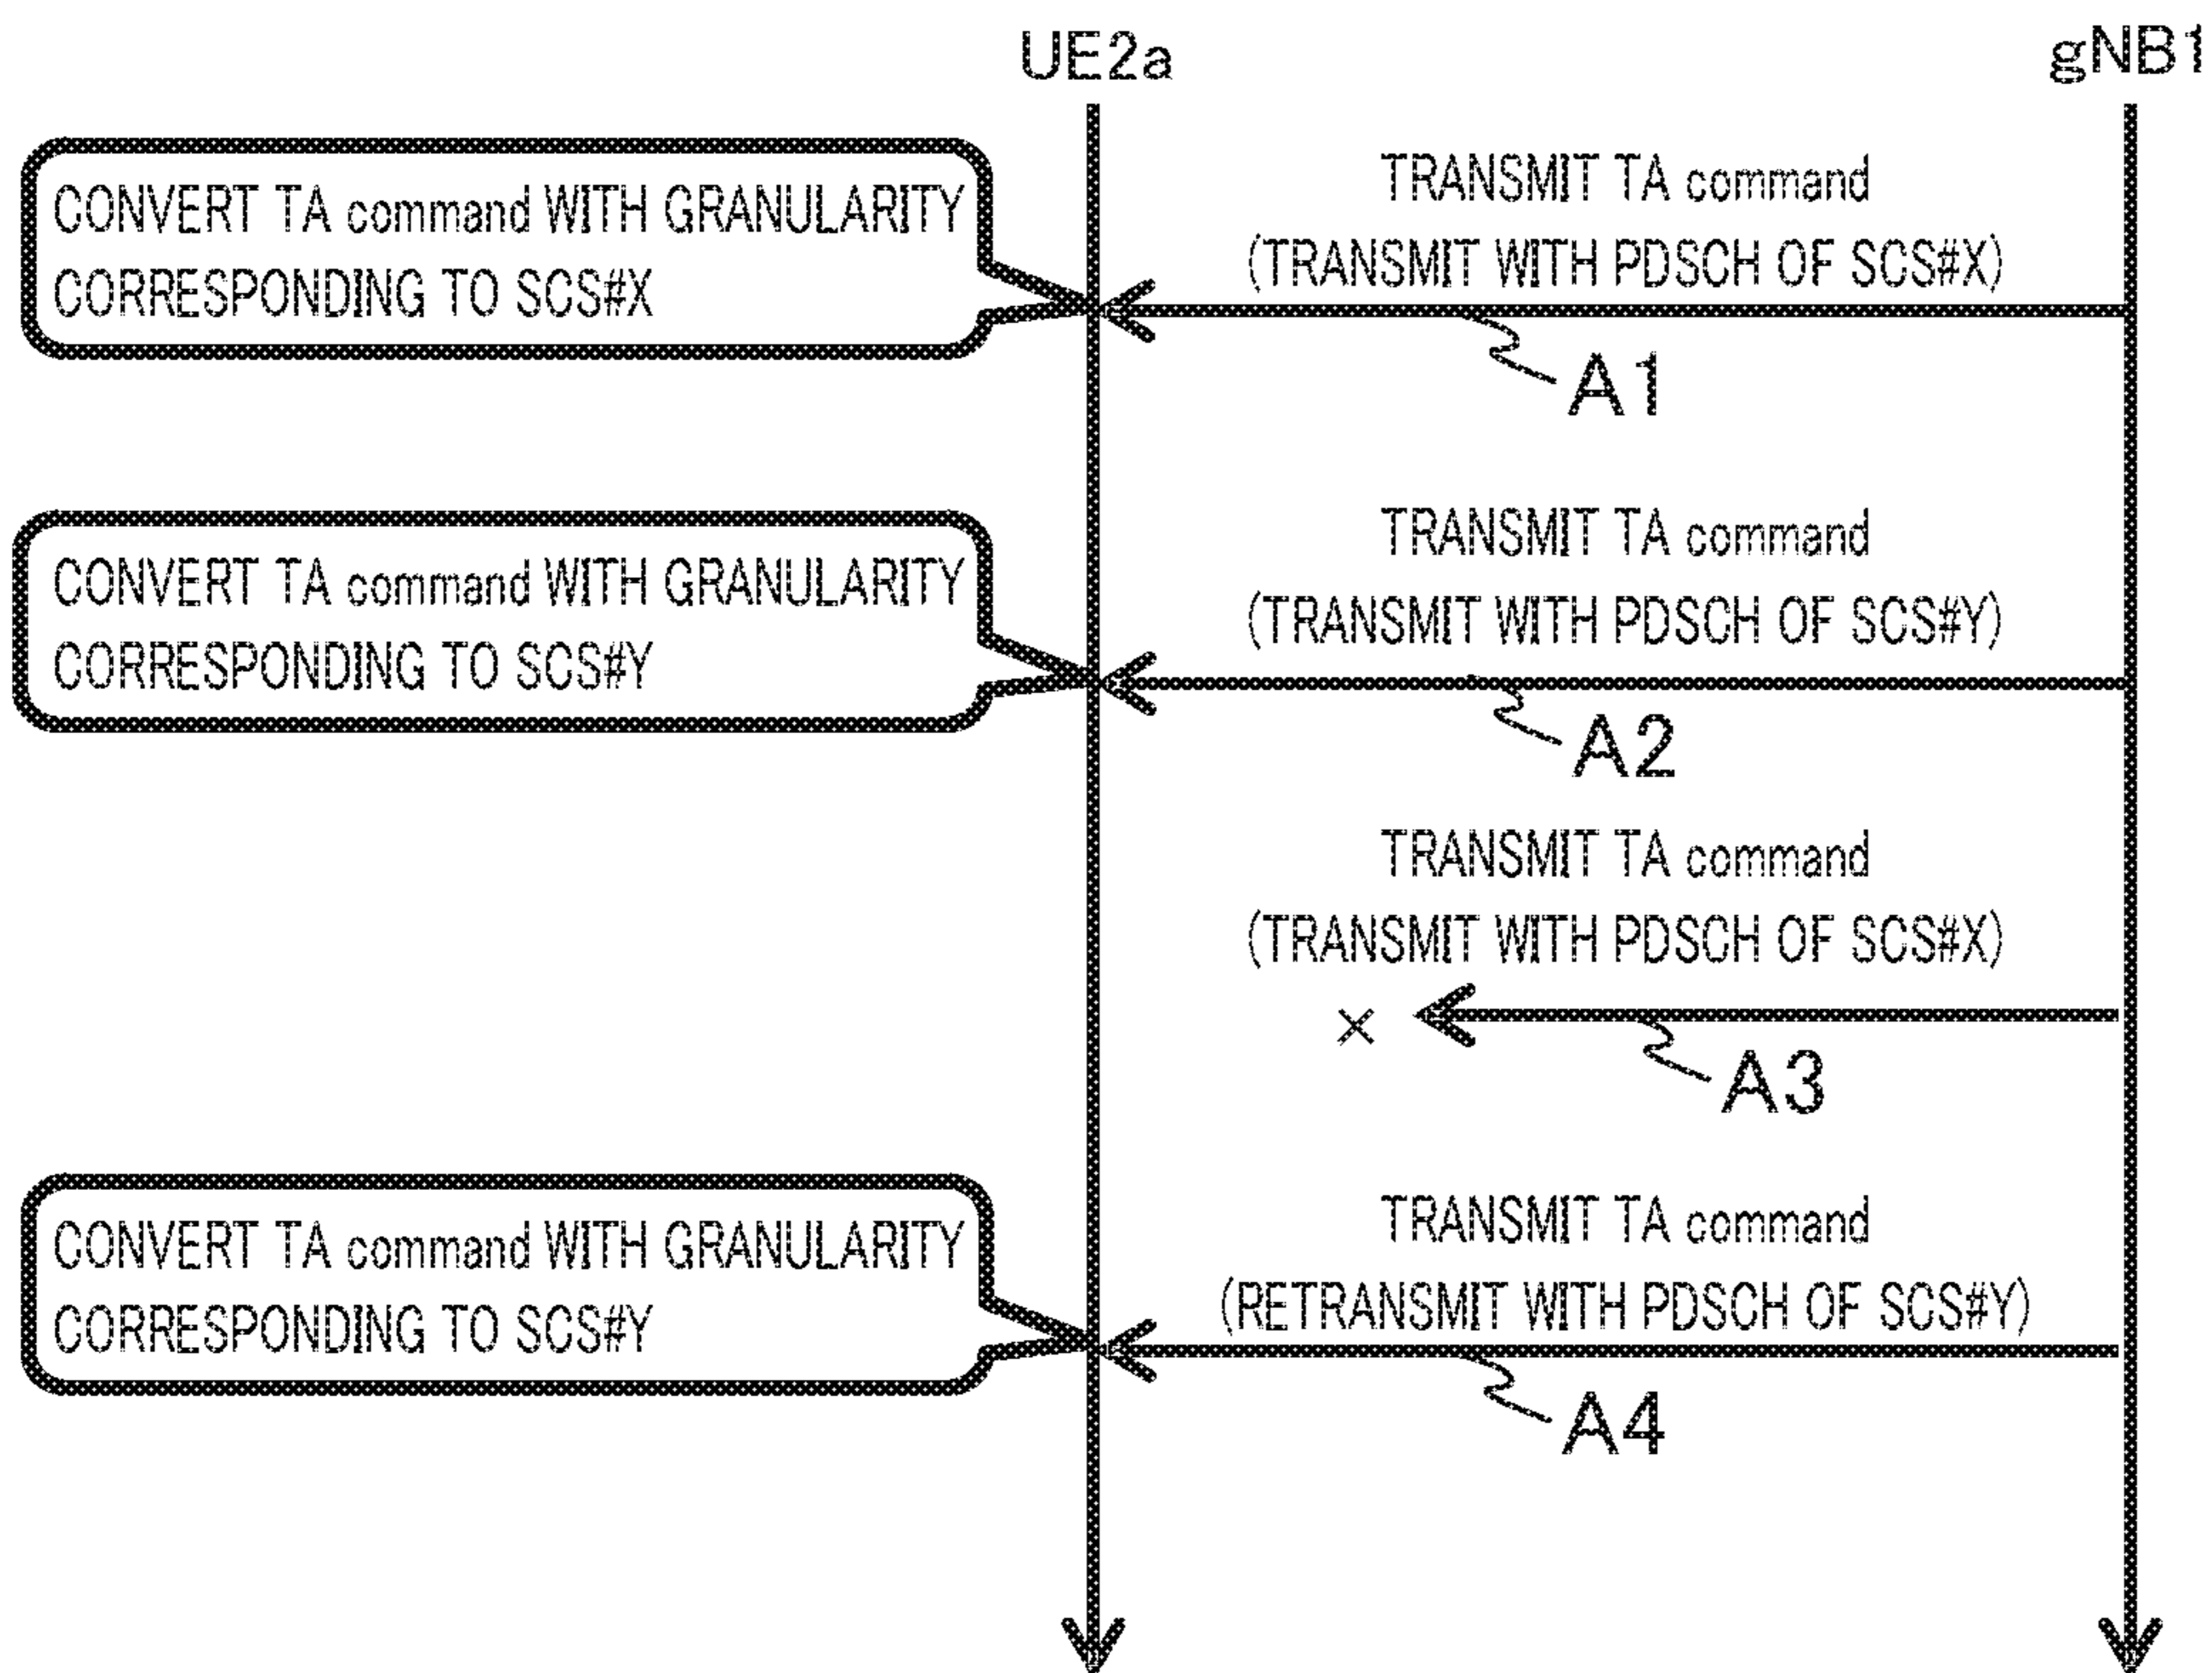 UE2a
gNB1
CONVERT TA command WITH GRANULARITY
CORRESPONDING TO SCS#X
TRANSMIT TA command
(TRANSMIT WITH PDSCH OF SCS#X)
A1
CONVERT TA command WITH GRANULARITY
CORRESPONDING TO SCS#Y
TRANSMIT TA command
(TRANSMIT WITH PDSCH OF SCS#Y)
A2
TRANSMIT TA command
(TRANSMIT WITH PDSCH OF SCS#X)
×
A3
CONVERT TA command WITH GRANULARITY
CORRESPONDING TO SCS#Y
TRANSMIT TA command
(RETRANSMIT WITH PDSCH OF SCS#Y)
A4